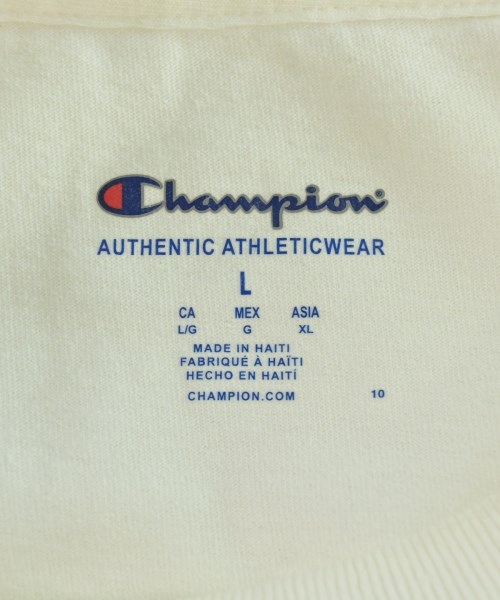 Champion
AUTHENTIC ATHLETICWEAR
L
CA MEX ASIA
L/G G XL
MADE IN HAITI
FABRIQUÉ À HAÏTI
HECHO EN HAITÍ
CHAMPION.COM 10